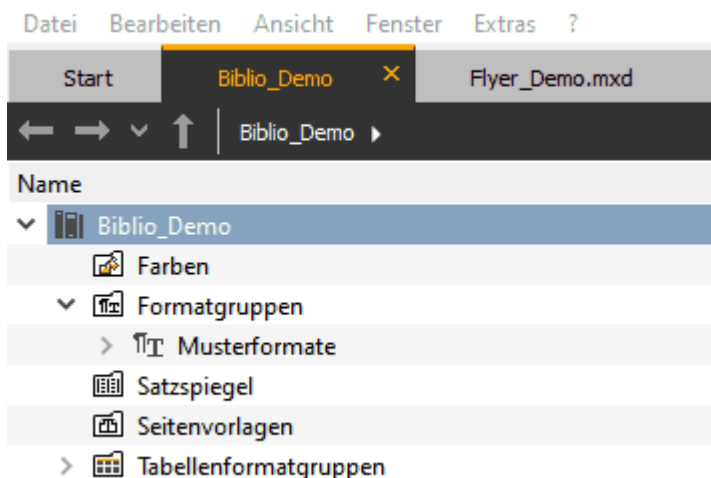 Datei Bearbeiten Ansicht Fenster Extras ?
Start Biblio_Demo × Flyer_Demo.mxd
Biblio_Demo
Name
Biblio_Demo
Farben
Formatgruppen
Musterformate
Satzspiegel
Seitenvorlagen
Tabellenformatgruppen